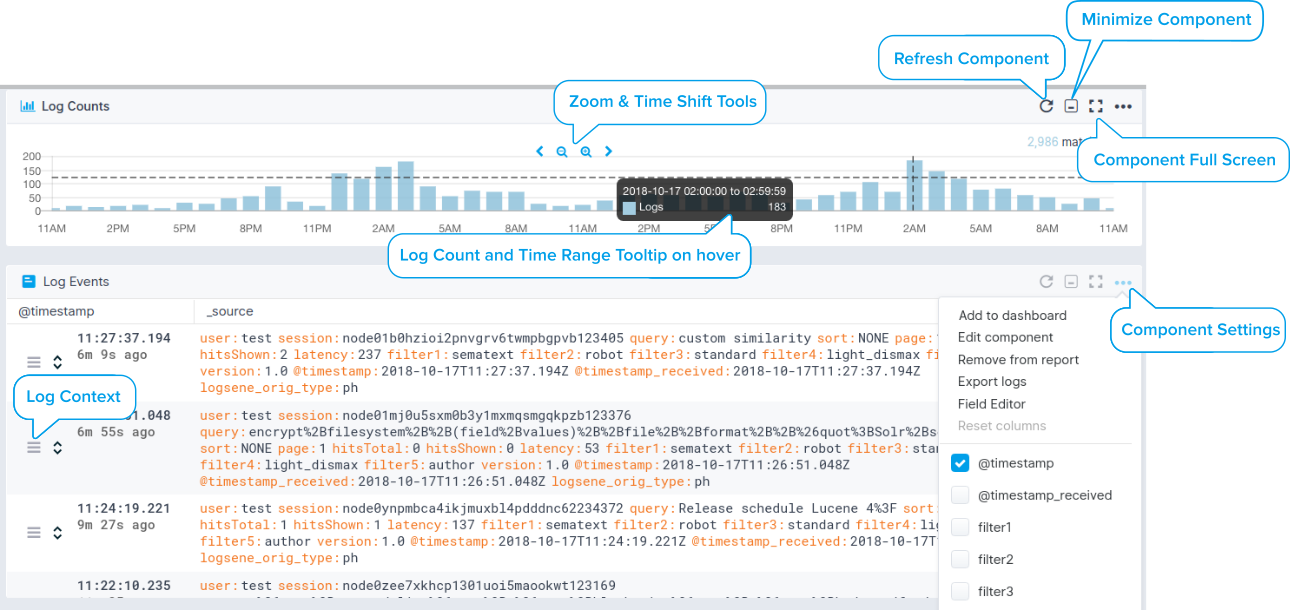 Minimize Component
Refresh Component
Zoom & Time Shift Tools
Log Counts
2,986
Component Full Screen
200
150
100
50
0
2018-10-17 02:00:00 to 02:59:59
Logs 183
11AM 2PM 5PM 8PM 11PM 2AM 5AM 8AM 11AM 2PM 8PM 11PM 2AM 5AM 8AM 11AM
Log Count and Time Range Tooltip on hover
Log Events
Component Settings
@timestamp _source
11:27:37.194
6m 9s ago
user:test session:node01b0hzioi2pnvgrv6twmpbgpvb123405 query:custom similarity sort:NONE page:
hitsShown:2 latency:237 filter1:sematext filter2:robot filter3:standard filter4:light_dismax
version:1.0 @timestamp:2018-10-17T11:27:37.194Z @timestamp_received:2018-10-17T11:27:37.194Z
logsene_orig_type:ph
Log Context
1.048
6m 55s ago
user:test session:node01mj0u5sxm0b3y1mxmqsmgqkpzb123376
query:encrypt%2Bfilesystem%2B%2B(field%2Bvalues)%2B%2Bfile%2B%2Bformat%2B%2B%26quot%3BSolr%2Bs
sort:NONE page:1 hitsTotal:0 hitsShown:0 latency:53 filter1:sematext filter2:robot filter3:
filter4:light_dismax filter5:author version:1.0 @timestamp:2018-10-17T11:26:51.048Z
@timestamp_received:2018-10-17T11:26:51.048Z logsene_orig_type:ph
11:24:19.221
9m 27s ago
user:test session:node0ynpmbca4ikjmuxbl4pdddnc62234372 query:Release schedule Lucene 4%3F sort:
hitsTotal:1 hitsShown:1 latency:137 filter1:sematext filter2:robot filter3:standard filter4:
filter5:author version:1.0 @timestamp:2018-10-17T11:24:19.221Z @timestamp_received:2018-10-17T
logsene_orig_type:ph
11:22:10.235
user:test session:node0zee7xkhcp1301uoi5maookwt123169
Add to dashboard
Edit component
Remove from report
Export logs
Field Editor
Reset columns
@timestamp
@timestamp_received
filter1
filter2
filter3